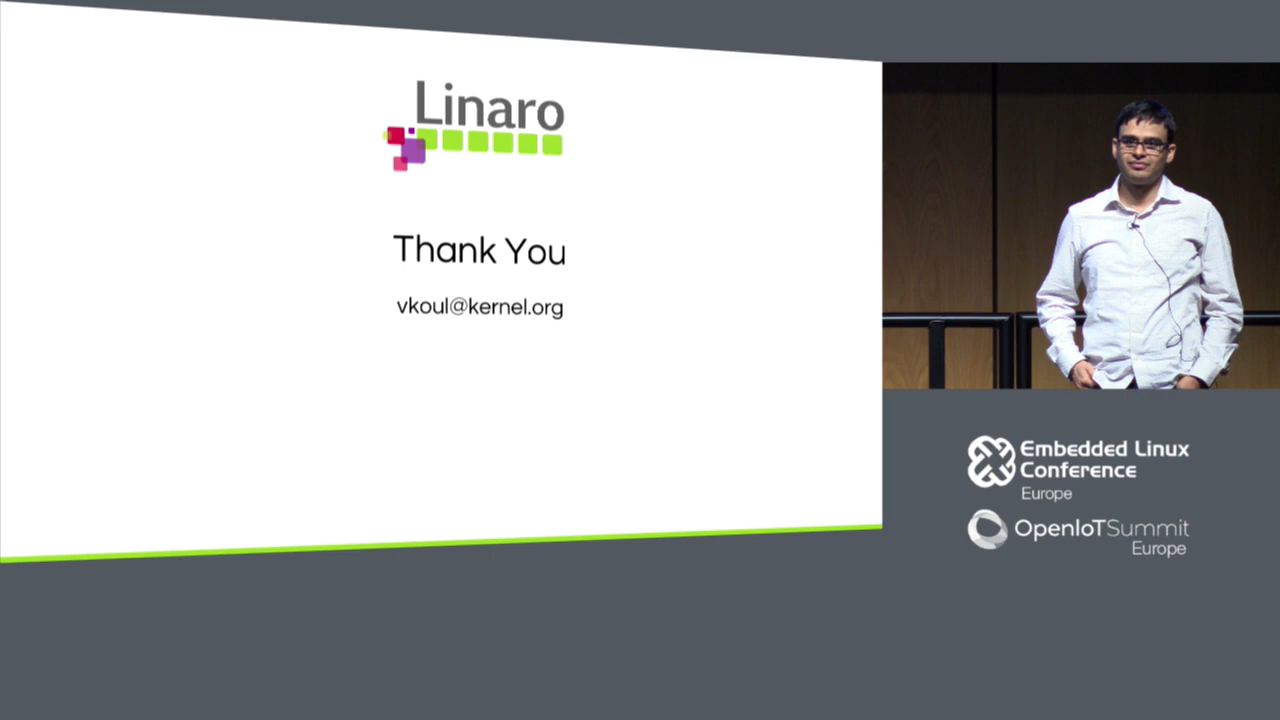 Linaro
Thank You
vkoul@kernel.org
Embedded Linux
Conference
Europe
OpenIoTSummit
Europe